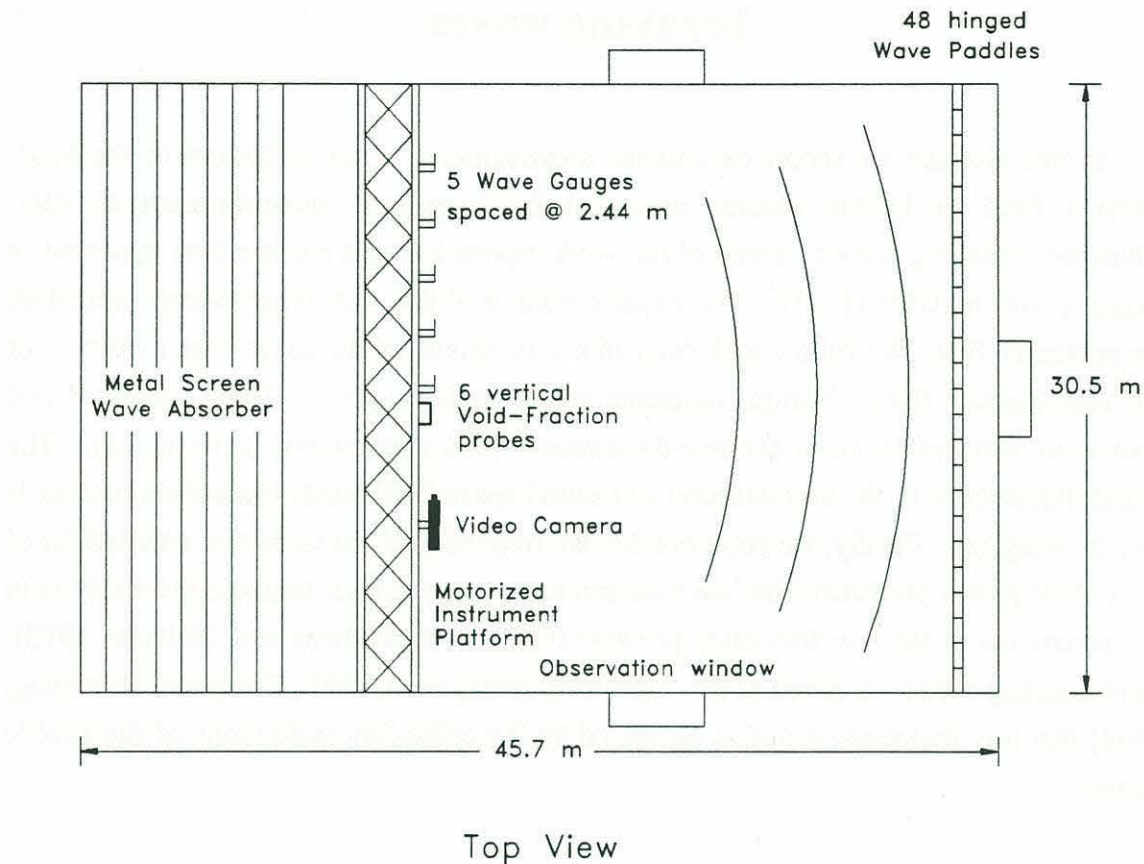 48 hinged
Wave Paddles
5 Wave Gauges
spaced @ 2.44 m
Metal Screen
Wave Absorber
6 vertical
Void-Fraction
probes
30.5 m
Video Camera
Motorized
Instrument
Platform
Observation window
45.7 m
Top View